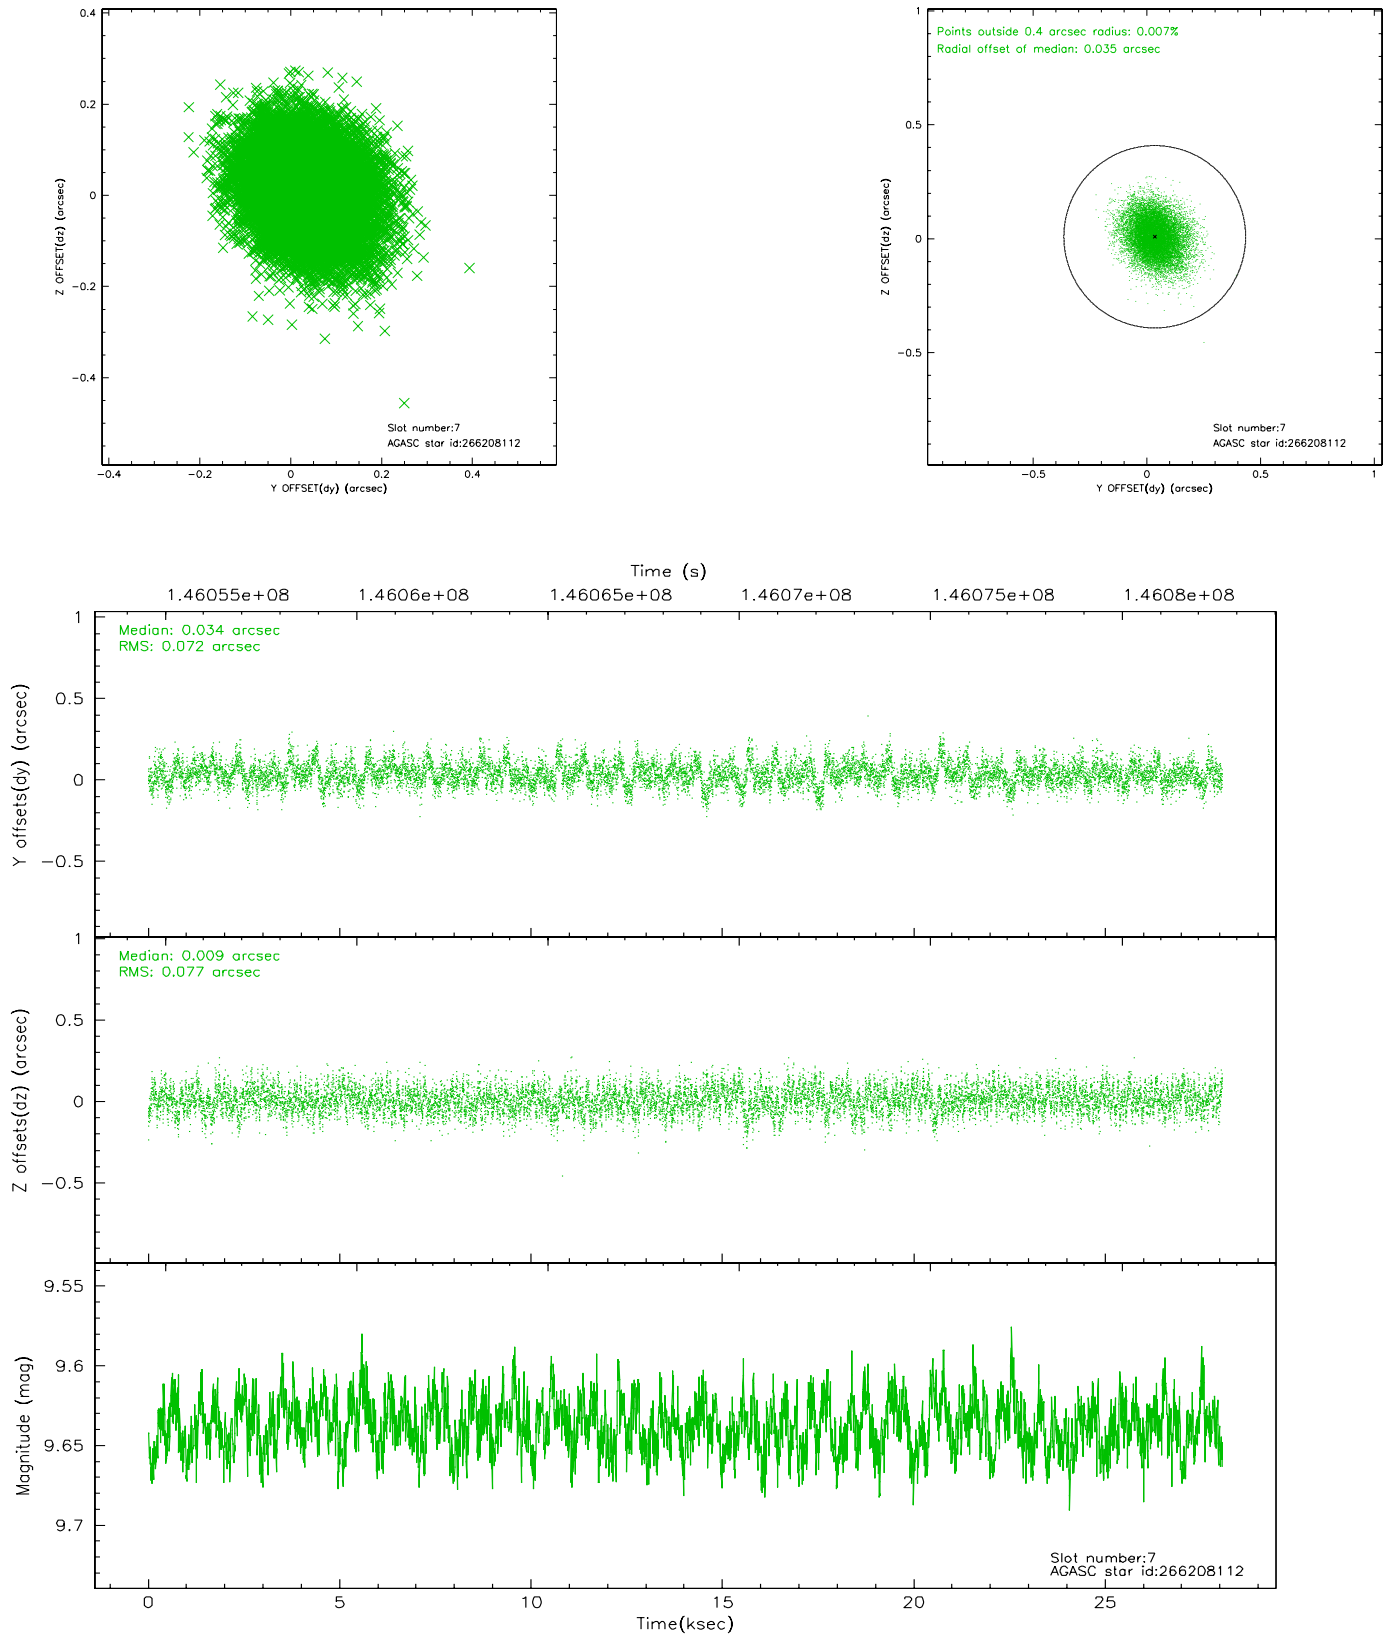 0.4
0.2
0
−0.2
−0.4
Z OFFSET(dz) (arcsec)
Slot number:7
AGASC star id:266208112
−0.4 −0.2 0 0.2 0.4
Y OFFSET(dy) (arcsec)
Points outside 0.4 arcsec radius: 0.007%
Radial offset of median: 0.035 arcsec
1
0.5
0
−0.5
Z OFFSET(dz) (arcsec)
Slot number:7
AGASC star id:266208112
−0.5 0 0.5 1
Y OFFSET(dy) (arcsec)
Time (s)
1.46055e+08 1.4606e+08 1.46065e+08 1.4607e+08 1.46075e+08 1.4608e+08
Median: 0.034 arcsec
RMS: 0.072 arcsec
1
0.5
0
−0.5
Y offsets(dy) (arcsec)
Median: 0.009 arcsec
RMS: 0.077 arcsec
1
0.5
0
−0.5
Z offsets(dz) (arcsec)
9.55
9.6
9.65
9.7
Magnitude (mag)
Slot number:7
AGASC star id:266208112
0 5 10 15 20 25
Time(ksec)